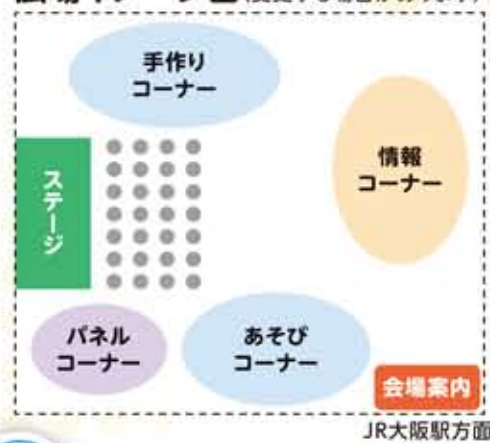 手作り
コーナー
情報
コーナー
ステージ
パネル
コーナー
あそび
コーナー
会場案内
JR大阪駅方面